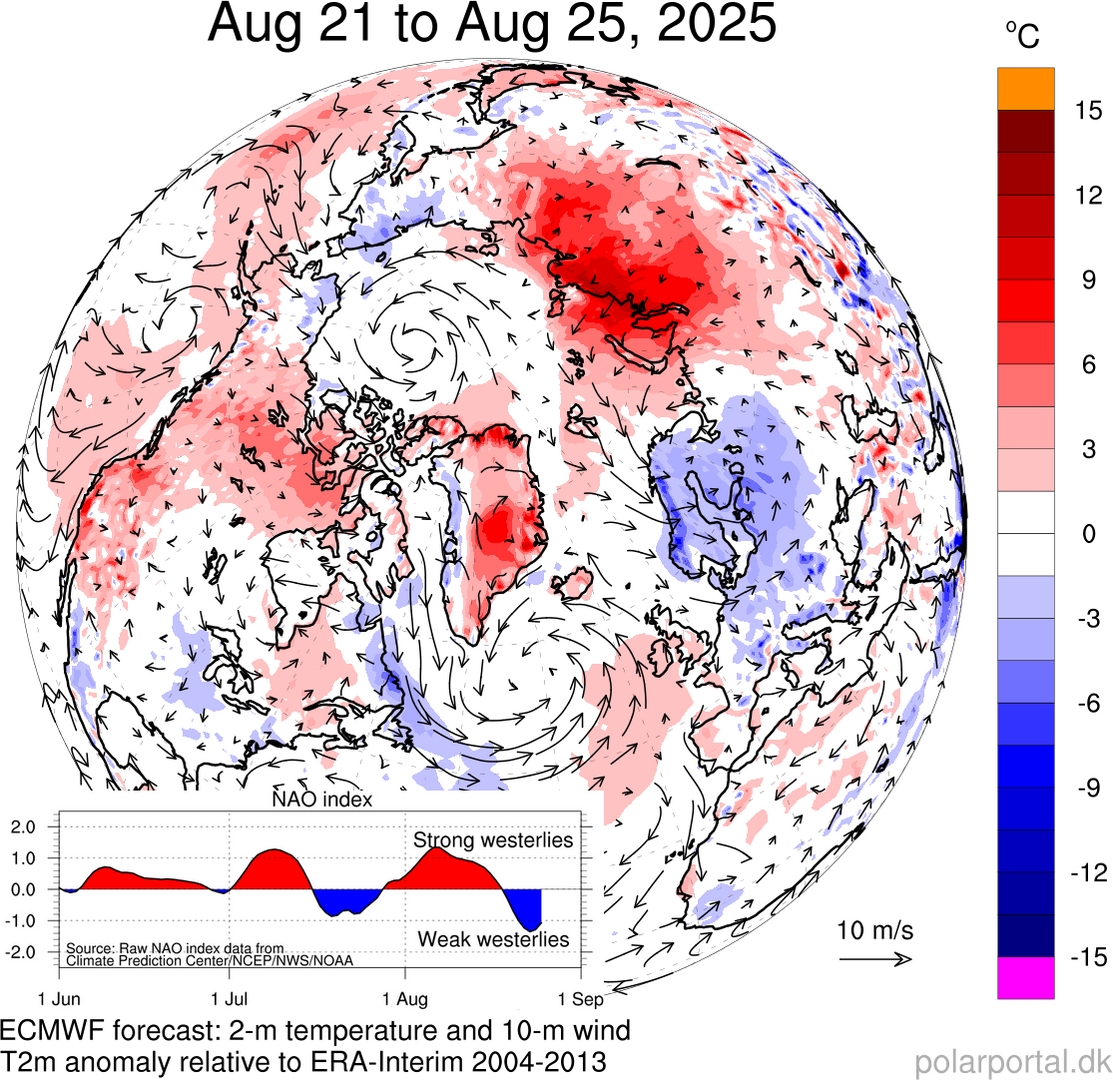 Aug 21 to Aug 25, 2025
°C
15
12
9
6
3
0
-3
-6
-9
-12
-15
10 m/s
NAO index
2.0
1.0
0.0
-1.0
-2.0
Strong westerlies
Weak westerlies
Source: Raw NAO index data from
Climate Prediction Center/NCEP/NWS/NOAA
1 Jun 1 Jul 1 Aug 1 Sep
ECMWF forecast: 2-m temperature and 10-m wind
T2m anomaly relative to ERA-Interim 2004-2013
polarportal.dk